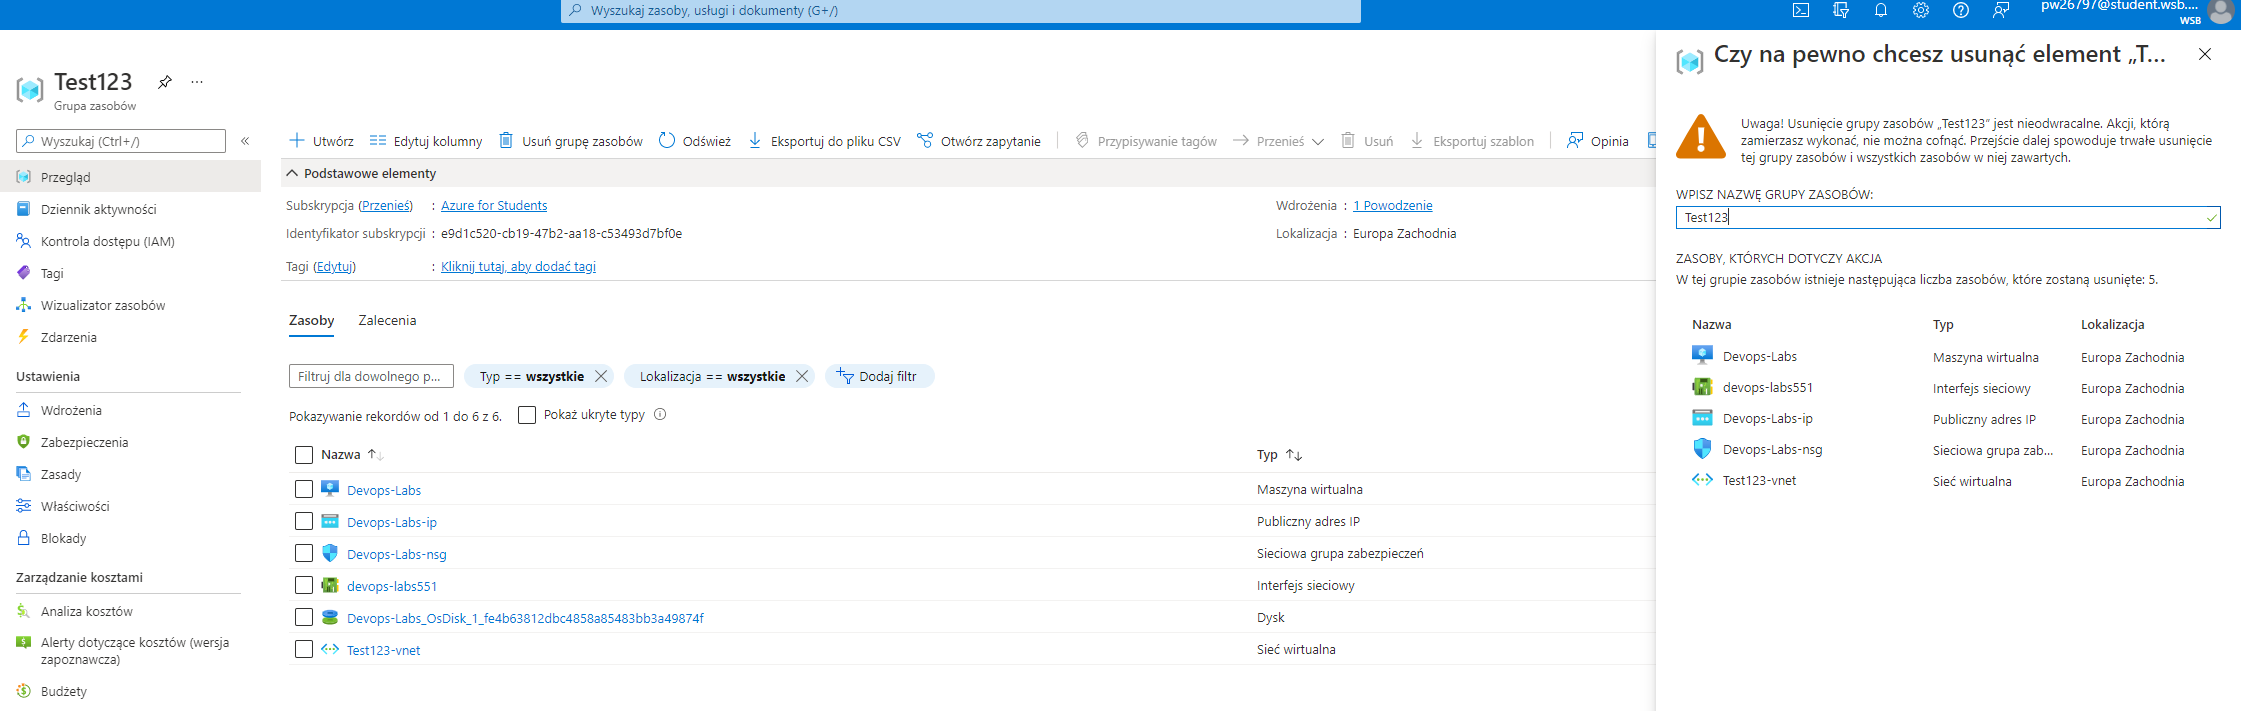 Wyszukaj zasoby, usługi i dokumenty (G+/)
pw26797@student.wsb....
WSB
Test123
Grupa zasobów
Wyszukaj (Ctrl+/)
Przegląd
Dziennik aktywności
Kontrola dostępu (IAM)
Tagi
Wizualizator zasobów
Zdarzenia
Ustawienia
Wdrożenia
Zabezpieczenia
Zasady
Właściwości
Blokady
Zarządzanie kosztami
Analiza kosztów
Alerty dotyczące kosztów (wersja
zapoznawcza)
Budżety
Utwórz Edytuj kolumny Usuń grupę zasobów Odśwież Eksportuj do pliku CSV Otwórz zapytanie Przypisywanie tagów Przenieś Usuń Eksportuj szablon Opinia
Podstawowe elementy
Subskrypcja (Przenieś) : Azure for Students
Identyfikator subskrypcji : e9d1c520-cb19-47b2-aa18-c53493d7bf0e
Tagi (Edytuj) : Kliknij tutaj, aby dodać tagi
Wdrożenia : 1 Powodzenie
Lokalizacja : Europa Zachodnia
Zasoby Zalecenia
Filtruj dla dowolnego p... Typ == wszystkie Lokalizacja == wszystkie Dodaj filtr
Pokazywanie rekordów od 1 do 6 z 6. Pokaż ukryte typy
Nazwa Typ
Devops-Labs Maszyna wirtualna
Devops-Labs-ip Publiczny adres IP
Devops-Labs-nsg Sieciowa grupa zabezpieczeń
devops-labs551 Interfejs sieciowy
Devops-Labs_OsDisk_1_fe4b63812dbc4858a85483bb3a49874f Dysk
Test123-vnet Sieć wirtualna
Czy na pewno chcesz usunąć element „T...
Uwaga! Usunięcie grupy zasobów „Test123” jest nieodwracalne. Akcji, którą
zamierzasz wykonać, nie można cofnąć. Przejście dalej spowoduje trwałe usunięcie
tej grupy zasobów i wszystkich zasobów w niej zawartych.
WPISZ NAZWĘ GRUPY ZASOBÓW:
Test123
ZASOBY, KTÓRYCH DOTYCZY AKCJA
W tej grupie zasobów istnieje następująca liczba zasobów, które zostaną usunięte: 5.
Nazwa Typ Lokalizacja
Devops-Labs Maszyna wirtualna Europa Zachodnia
devops-labs551 Interfejs sieciowy Europa Zachodnia
Devops-Labs-ip Publiczny adres IP Europa Zachodnia
Devops-Labs-nsg Sieciowa grupa zab... Europa Zachodnia
Test123-vnet Sieć wirtualna Europa Zachodnia